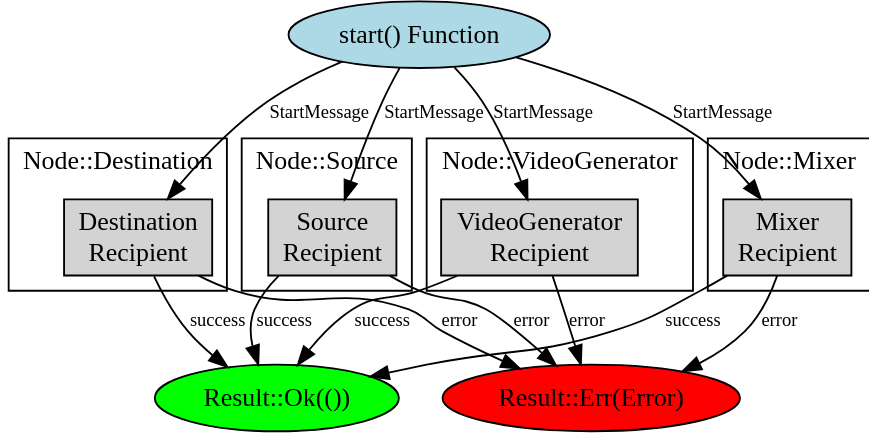 start() Function
StartMessage
StartMessage
StartMessage
StartMessage
Node::Destination
Node::Source
Node::VideoGenerator
Node::Mixer
Destination
Recipient
Source
Recipient
VideoGenerator
Recipient
Mixer
Recipient
success
success
success
error
error
error
success
error
Result::Ok(())
Result::Err(Error)